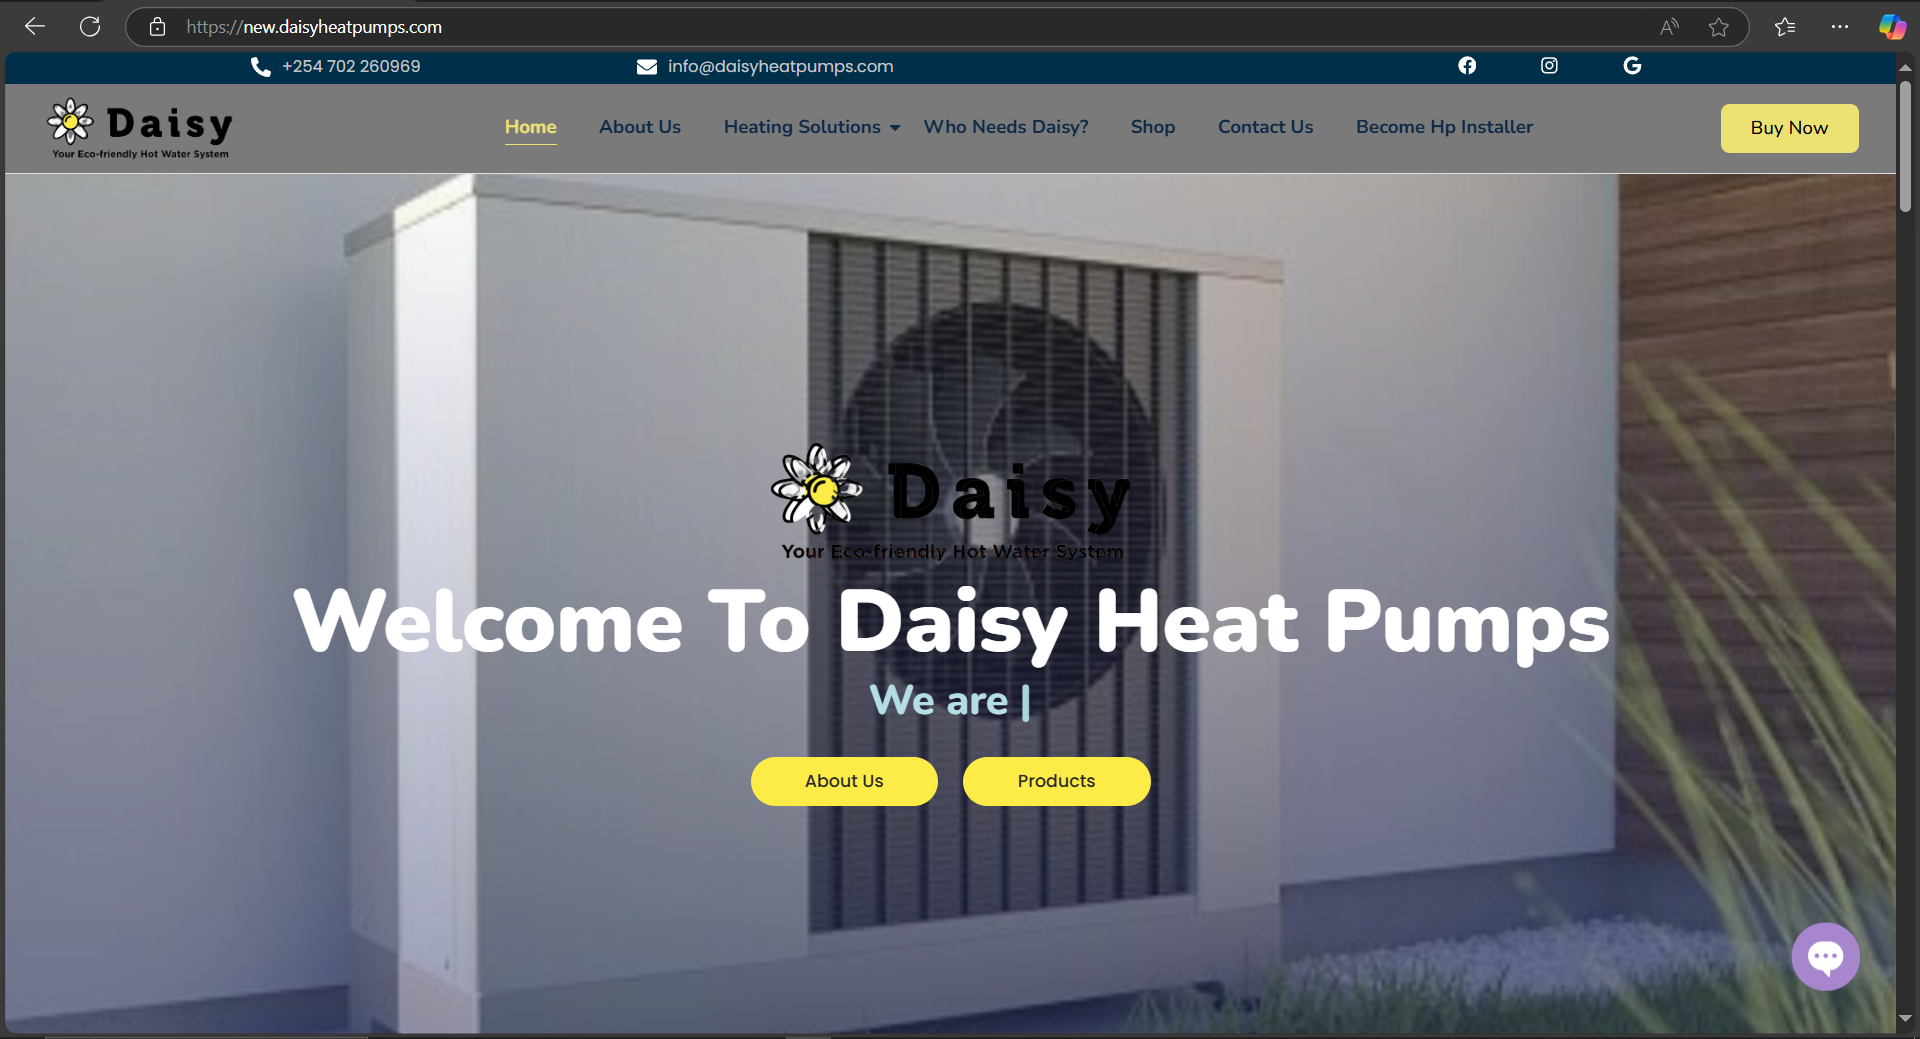 https://new.daisyheatpumps.com
+254 702 260969
info@daisyheatpumps.com
Daisy
Your Eco-friendly Hot Water System
Home
About Us
Heating Solutions
Who Needs Daisy?
Shop
Contact Us
Become Hp Installer
Buy Now
Daisy
Your Eco-friendly Hot Water System
Welcome To Daisy Heat Pumps
We are |
About Us
Products